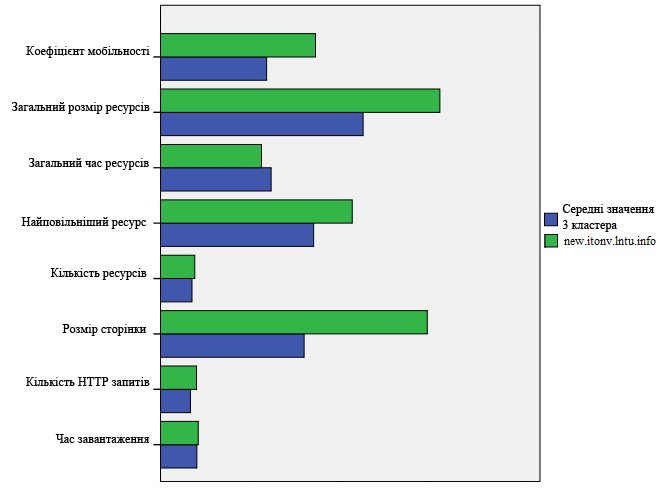 Коефіцієнт мобільності
Загальний розмір ресурсів
Загальний час ресурсів
Найповільніший ресурс
Кількість ресурсів
Розмір сторінки
Кількість HTTP запитів
Час завантаження
Середні значення
3 кластера
new.itonv.lntu.info